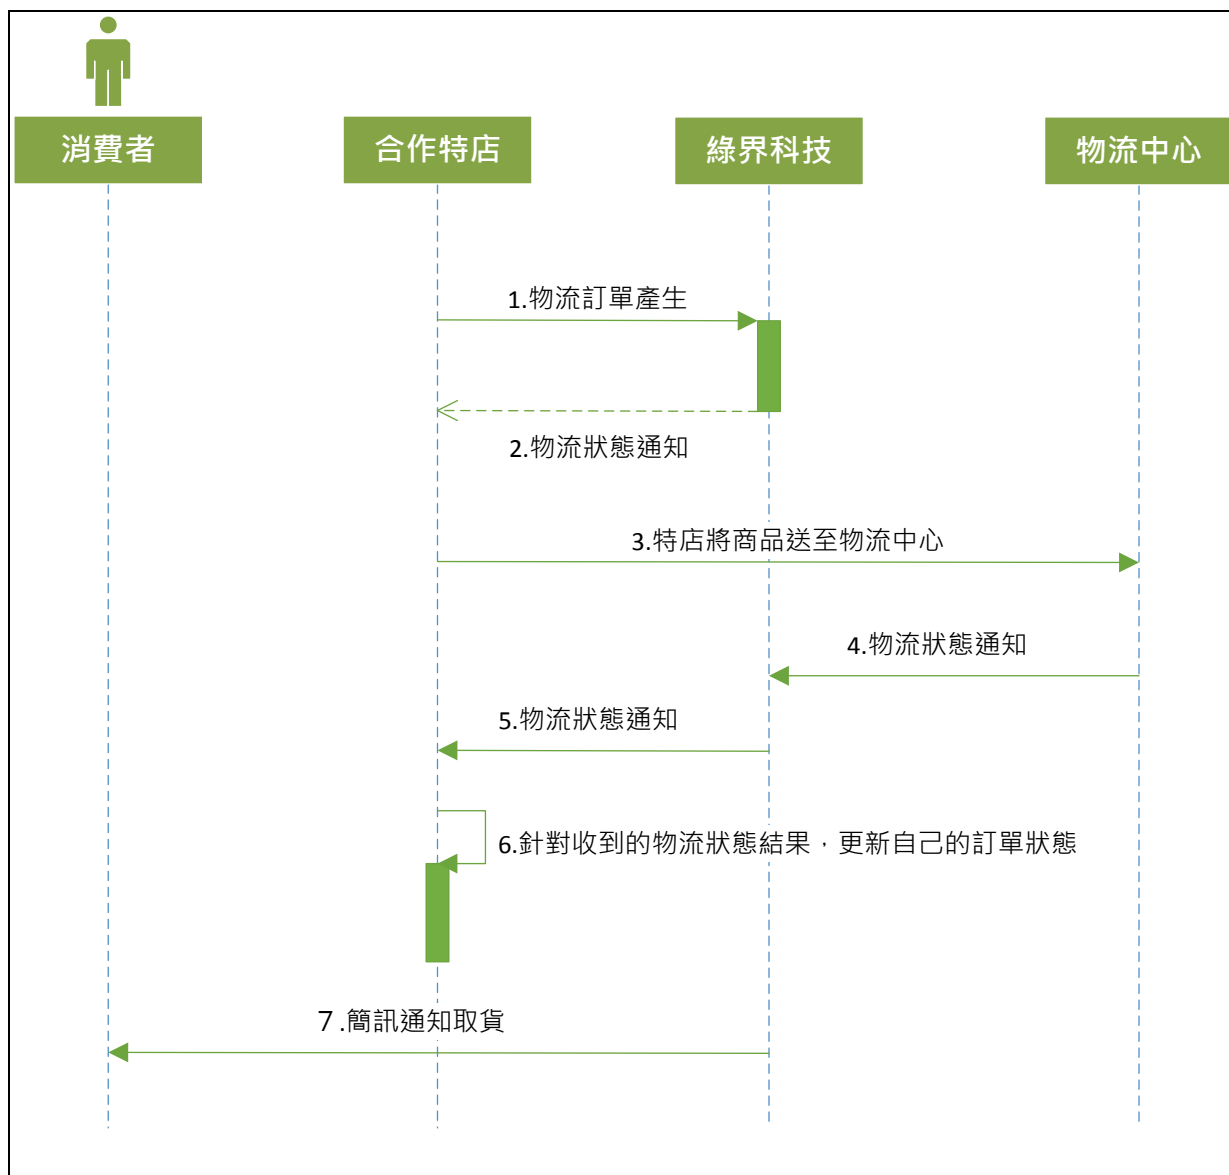 消費者
合作特店
綠界科技
物流中心
1.物流訂單產生
2.物流狀態通知
3.特店將商品送至物流中心
4.物流狀態通知
5.物流狀態通知
6.針對收到的物流狀態結果，更新自己的訂單狀態
７.簡訊通知取貨